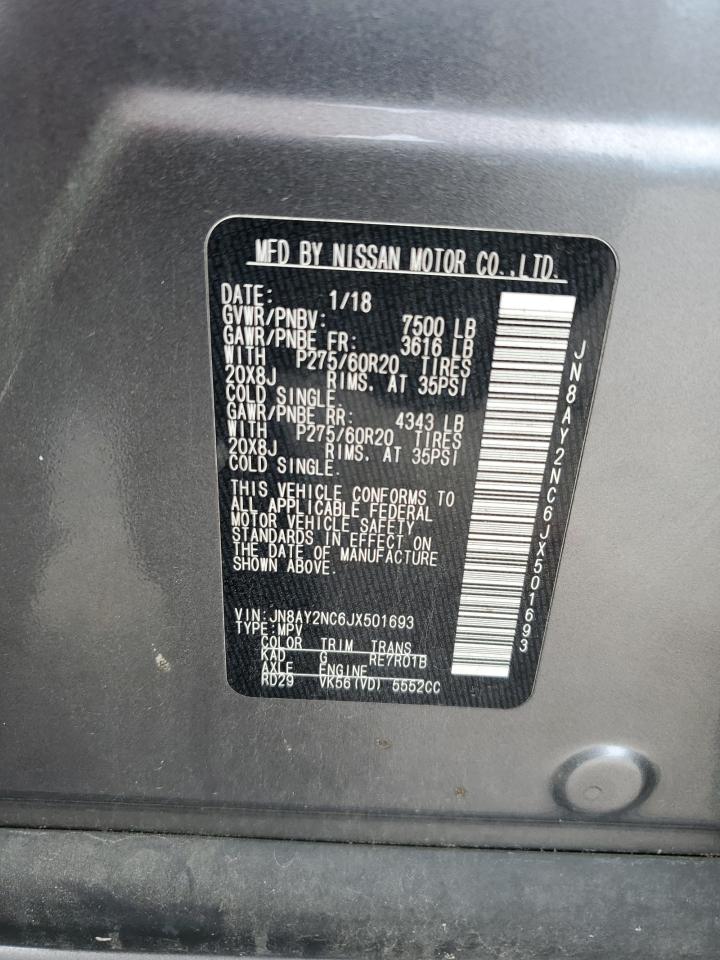 MFD BY NISSAN MOTOR CO.,LTD.
DATE: 1/18
GVWR/PNBV: 7500 LB
GAWR/PNBE FR: 3616 LB
WITH P275/60R20 TIRES
20X8J RIMS, AT 35PSI
COLD SINGLE.
GAWR/PNBE RR: 4343 LB
WITH P275/60R20 TIRES
20X8J RIMS, AT 35PSI
COLD SINGLE.
THIS VEHICLE CONFORMS TO
ALL APPLICABLE FEDERAL
MOTOR VEHICLE SAFETY
STANDARDS IN EFFECT ON
THE DATE OF MANUFACTURE
SHOWN ABOVE.
VIN:JN8AY2NC6JX501693
TYPE:MPV
COLOR TRIM TRANS
KAD G RE7R01B
AXLE ENGINE
RD29 VK56(VD) 5552CC
JN8AY2NC6JX501693